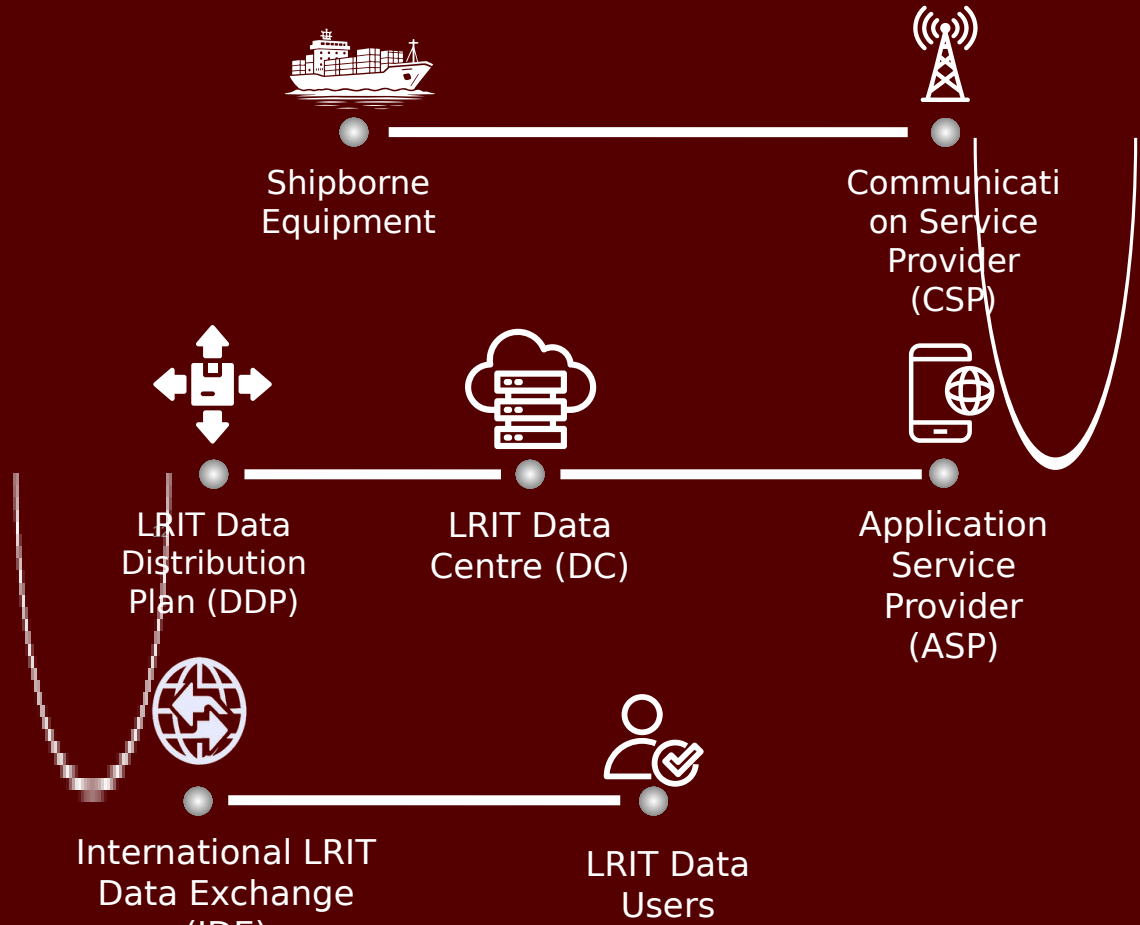 Shipborne
Equipment
Communicati
on Service
Provider
(CSP)
LRIT Data
Distribution
Plan (DDP)
LRIT Data
Centre (DC)
Application
Service
Provider
(ASP)
International LRIT
Data Exchange
LRIT Data
Users